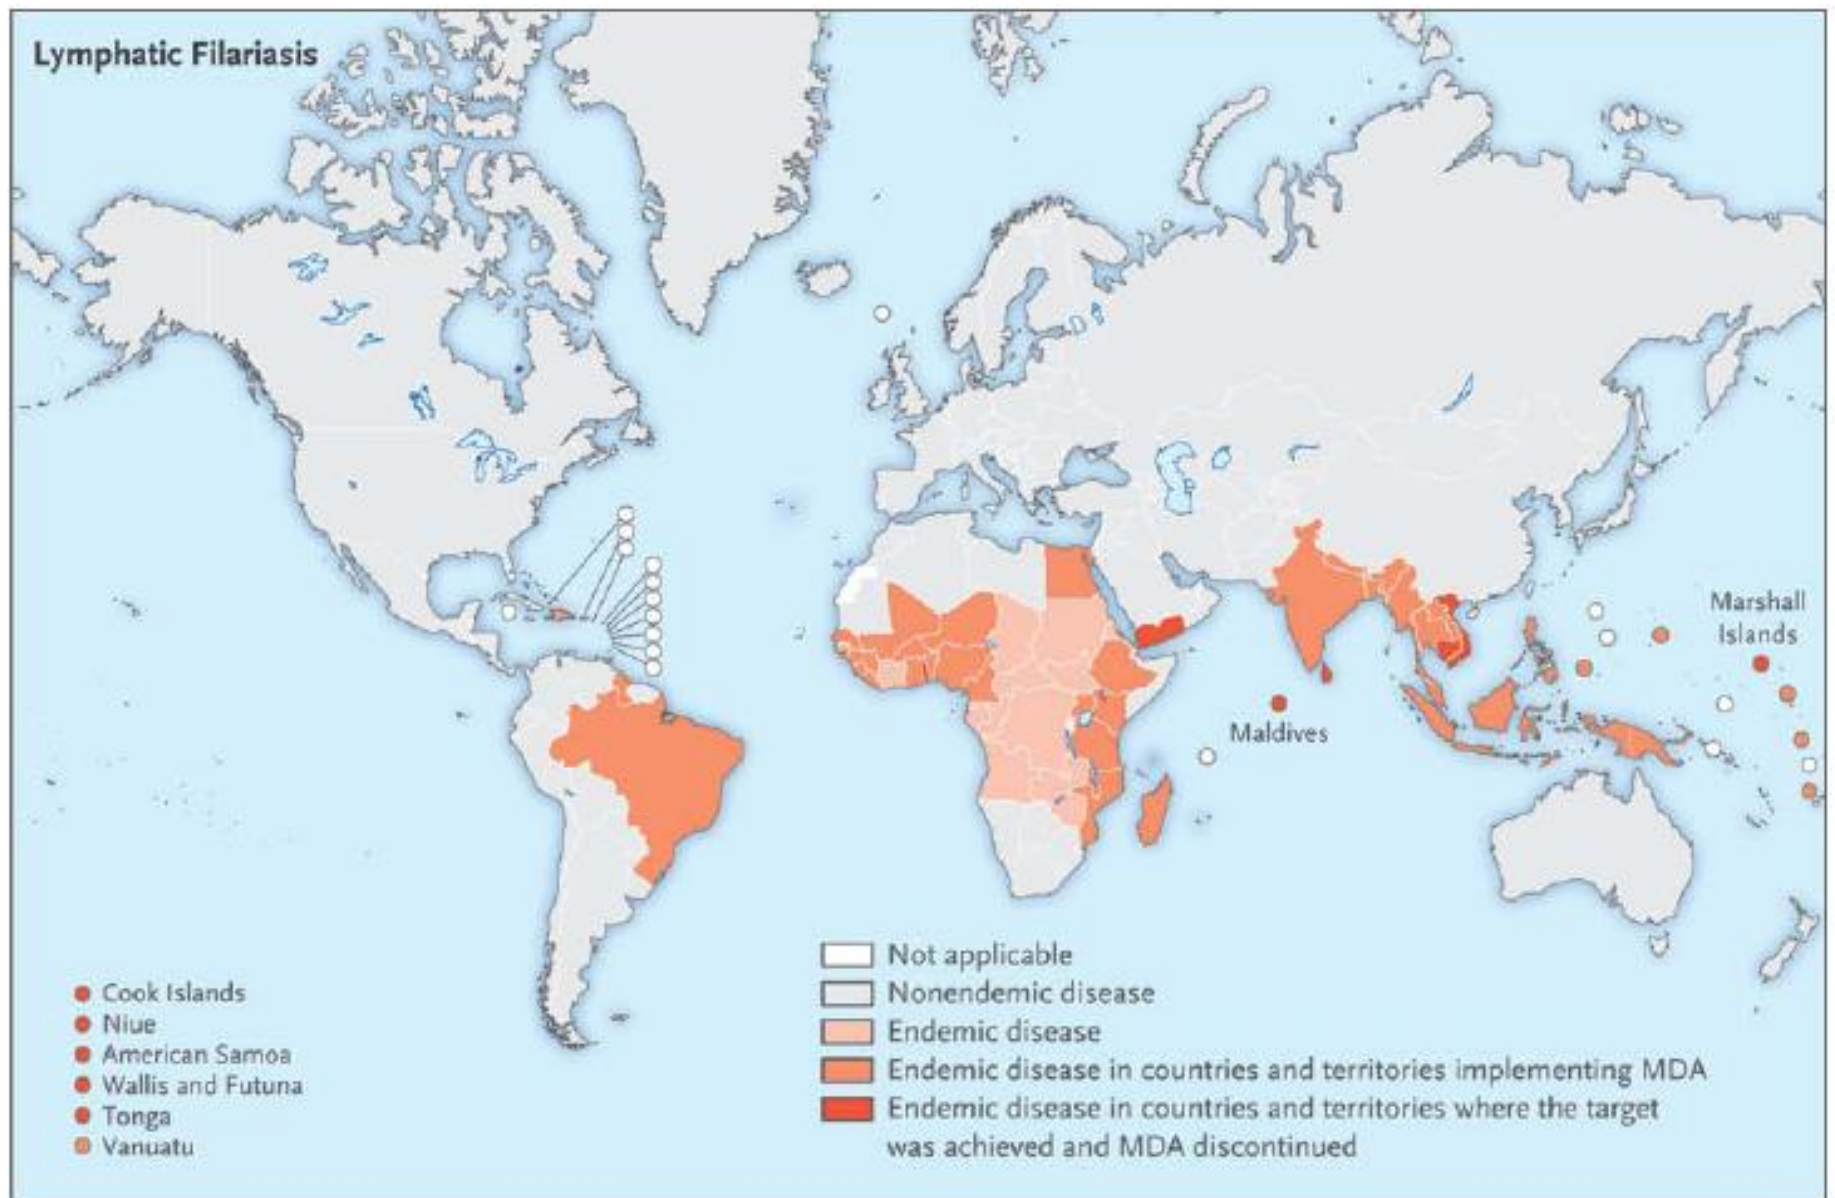 Lymphatic Filariasis
Marshall
Islands
Maldives
Cook Islands
Niue
American Samoa
Wallis and Futuna
Tonga
Vanuatu
Not applicable
Nonendemic disease
Endemic disease
Endemic disease in countries and territories implementing MDA
Endemic disease in countries and territories where the target
was achieved and MDA discontinued